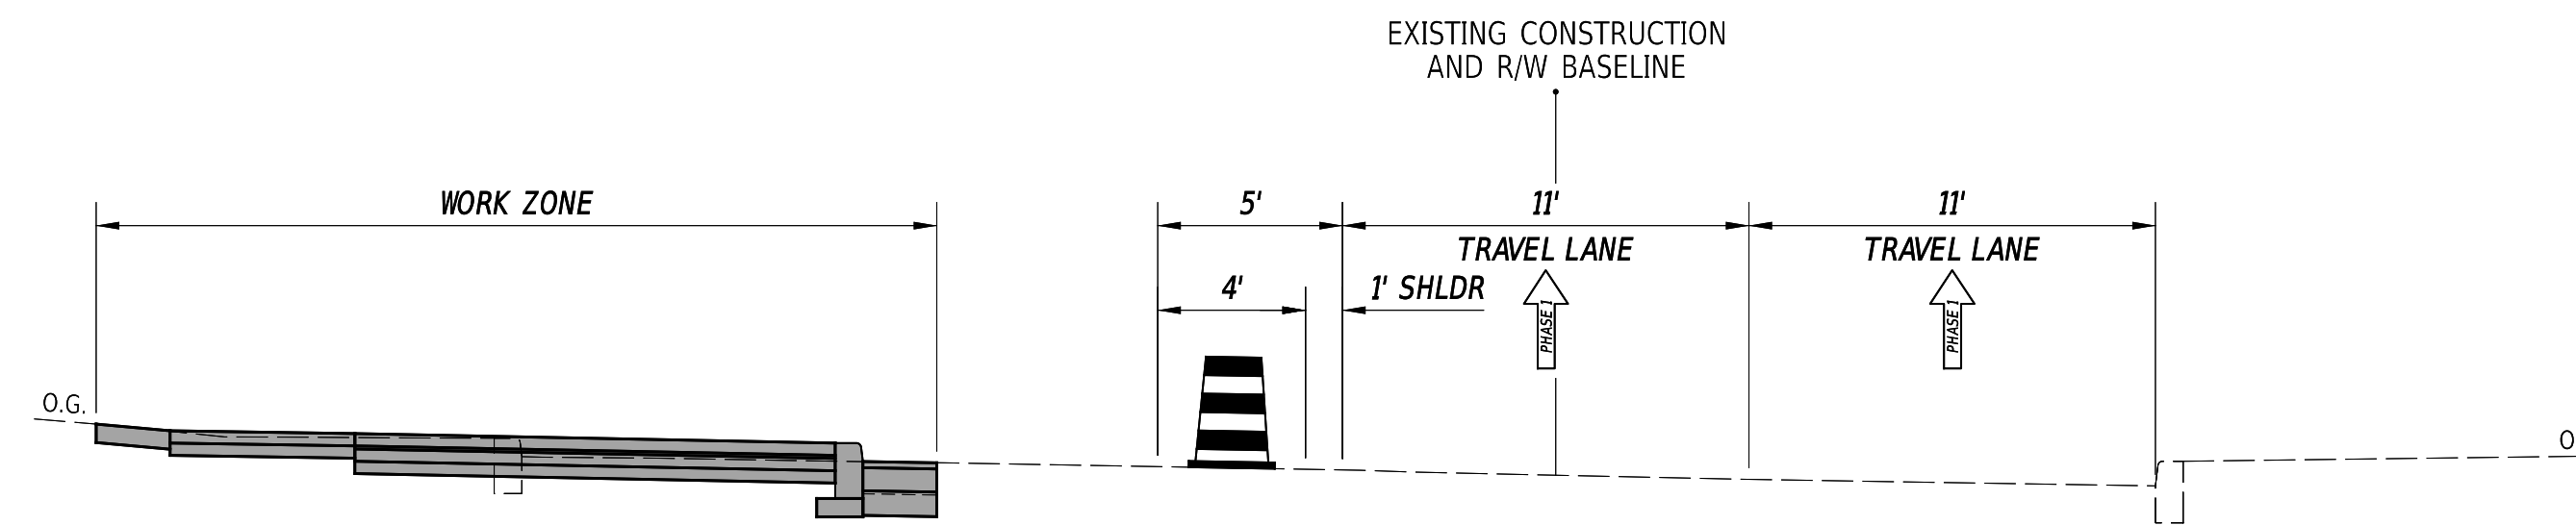 EXISTING CONSTRUCTION
AND R/W BASELINE
WORK ZONE
5'
11'
11'
TRAVEL LANE
TRAVEL LANE
4'
1' SHLDR
PHASE 1
PHASE 1
O.G.
O